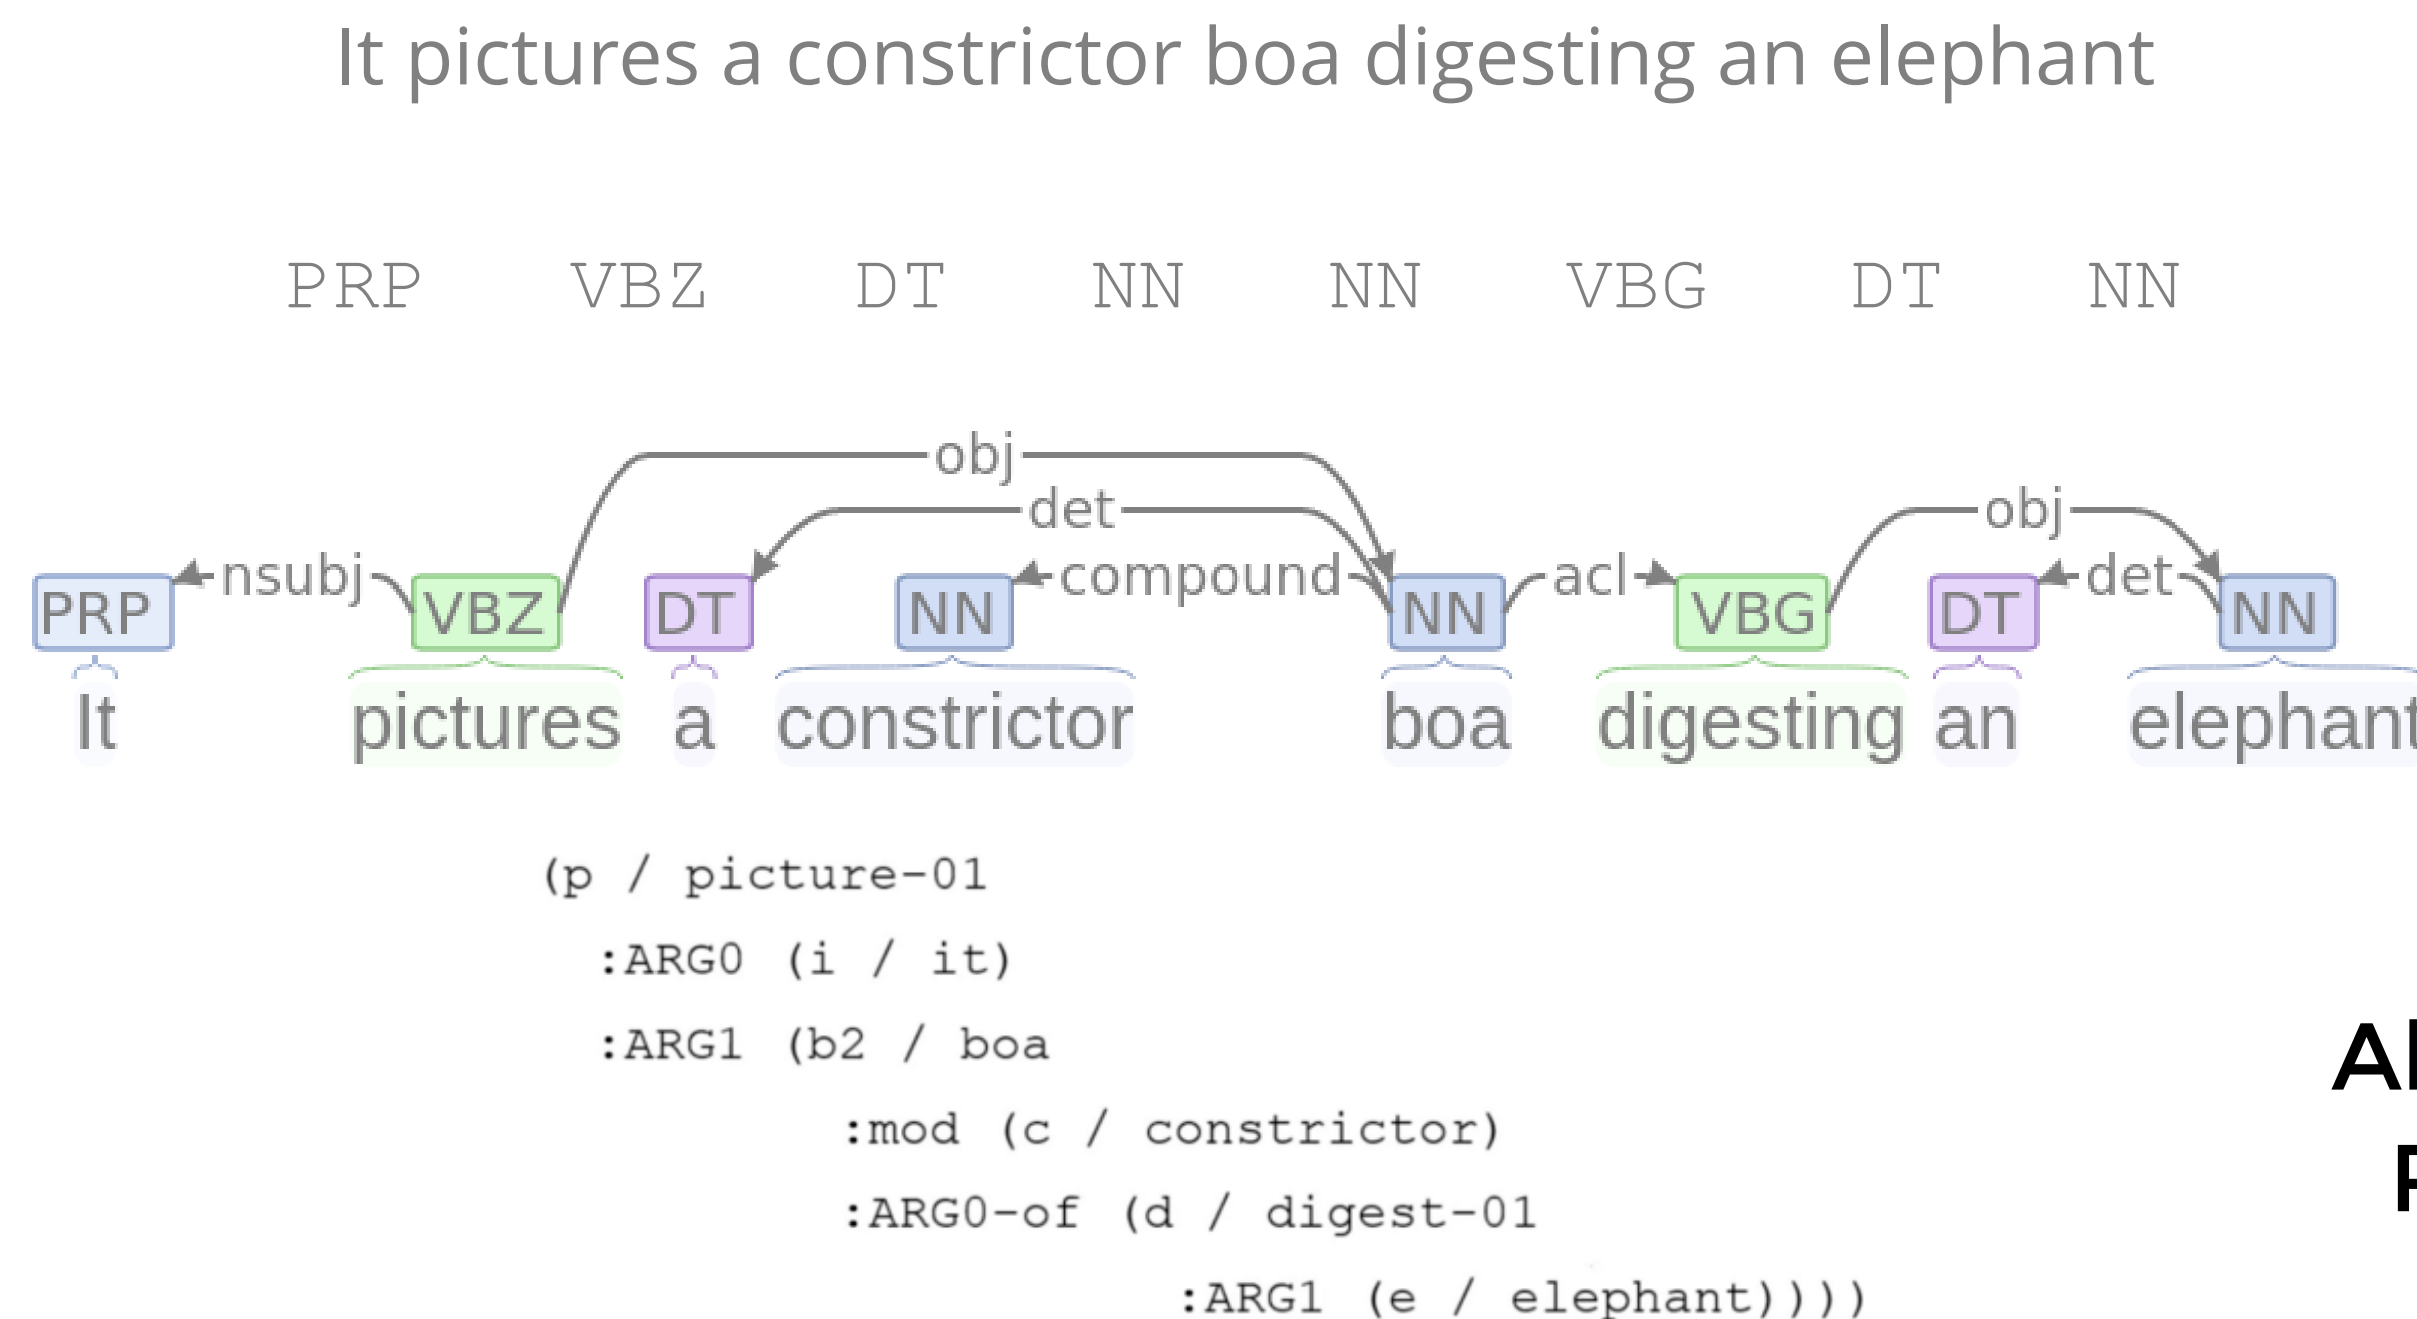 It pictures a constrictor boa digesting an elephant
PRP VBZ DT NN NN VBG DT NN
obj
det obj
nsubj compound acl det
PRP VBZ DT NN NN VBG DT NN
It pictures a constrictor boa digesting an elephant
(p / picture-01
:ARG0 (i / it)
:ARG1 (b2 / boa
:mod (c / constrictor)
:ARG0-of (d / digest-01
:ARG1 (e / elephant))))